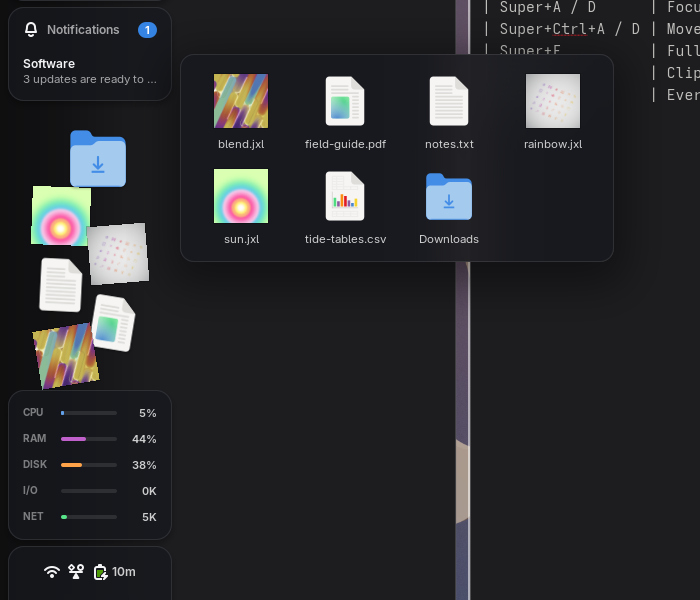 Notifications 1
Software
3 updates are ready to ...
| Super+A / D | Focu
| Super+Ctrl+A / D | Move
| Super+F | Full
| Clip
| Ever
blend.jxl
field-guide.pdf
notes.txt
rainbow.jxl
sun.jxl
tide-tables.csv
Downloads
CPU 5%
RAM 44%
DISK 38%
I/O 0K
NET 5K
10m